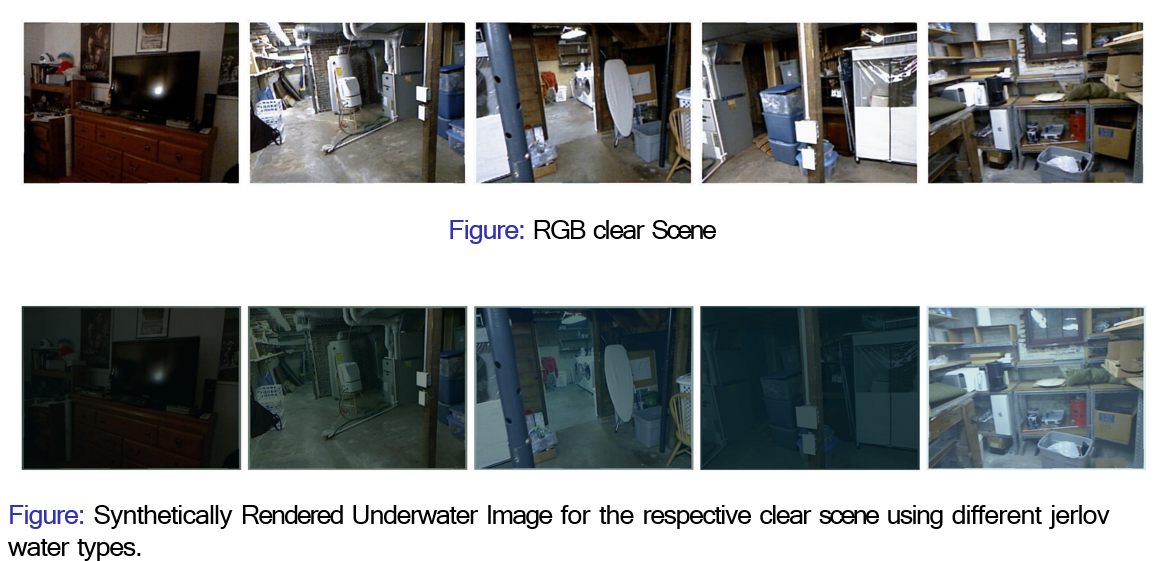 Figure: RGB clear Scene
Figure: Synthetically Rendered Underwater Image for the respective clear scene using different jerlov
water types.